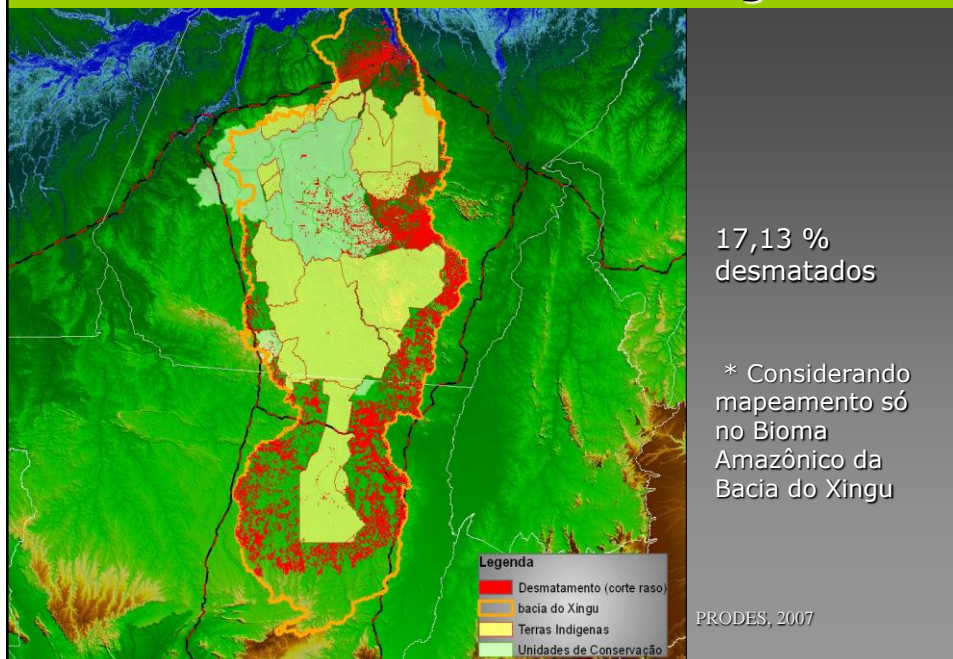 17,13 %
desmatados
* Considerando
mapeamento só
no Bioma
Amazônico da
Bacia do Xingu
Legenda
Desmatamento (corte raso)
bacia do Xingu
Terras Indigenas
Unidades de Conservação
PRODES, 2007